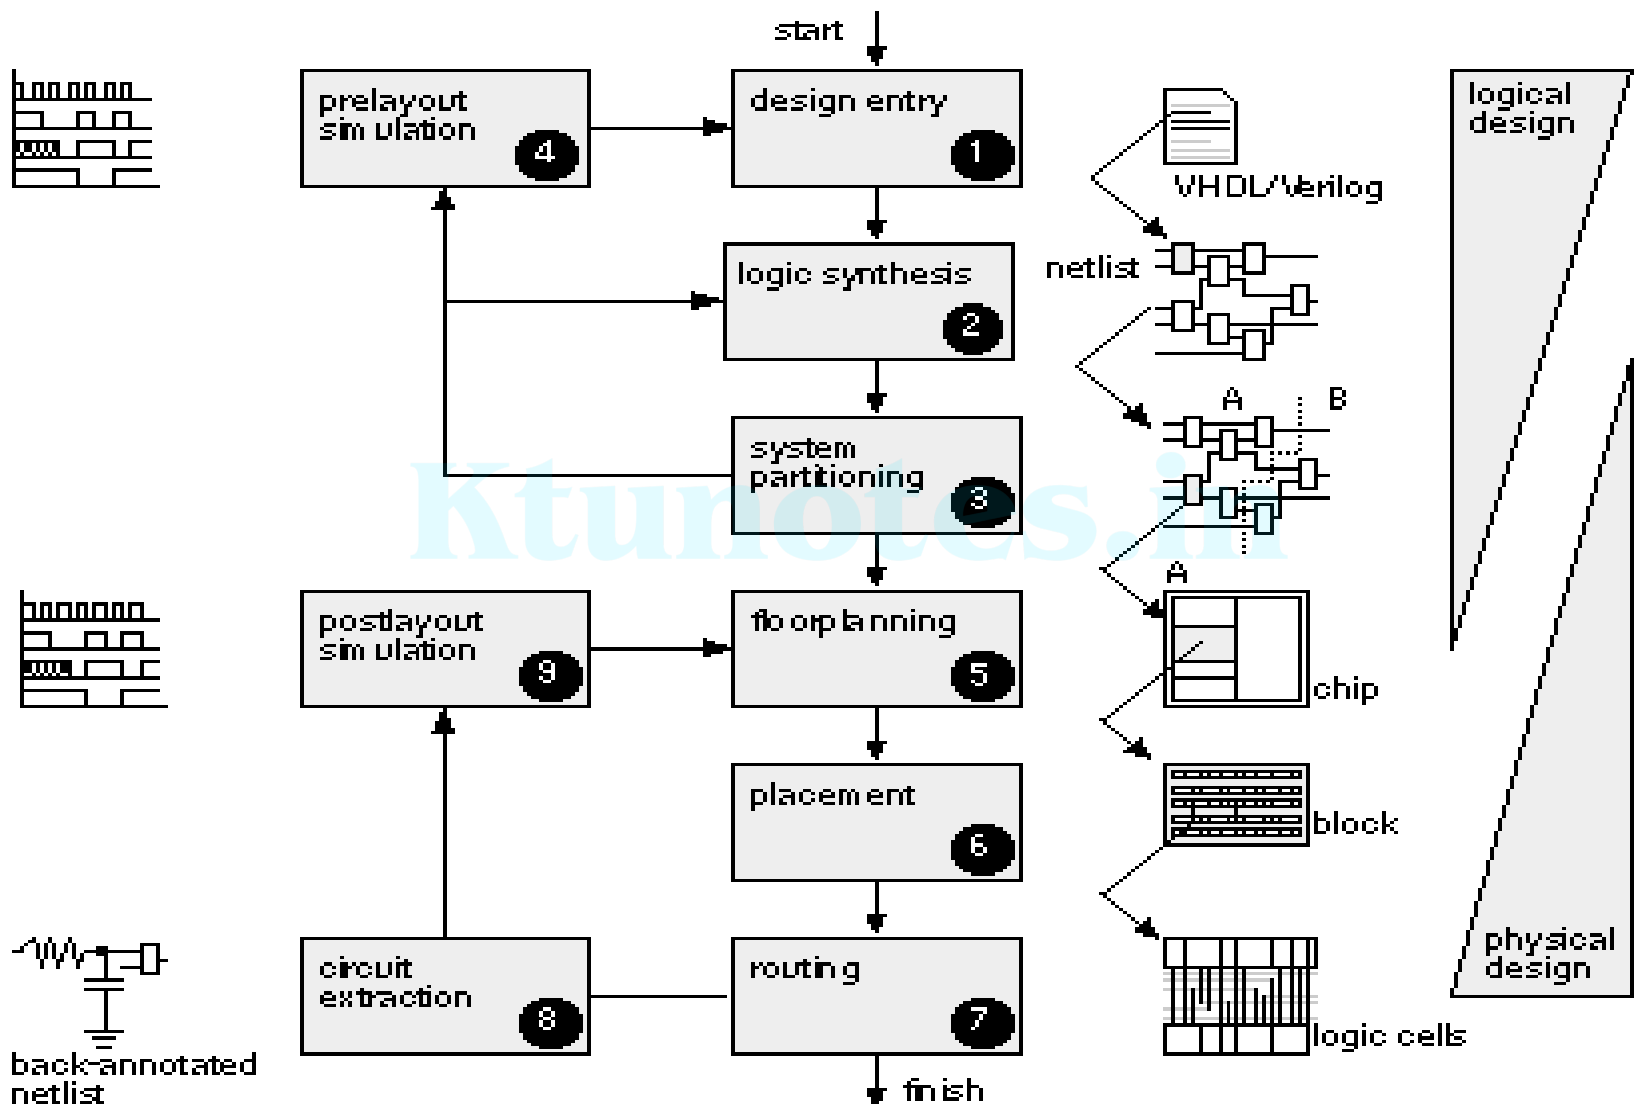 start
prelayout
simulation
4
design entry
1
VHDL/Verilog
logical
design
logic synthesis
2
netlist
system
partitioning
3
A
B
Ktunotes.in
postlayout
simulation
9
floorplanning
5
A
chip
placement
6
block
circuit
extraction
8
routing
7
logic cells
physical
design
back-annotated
netlist
finish